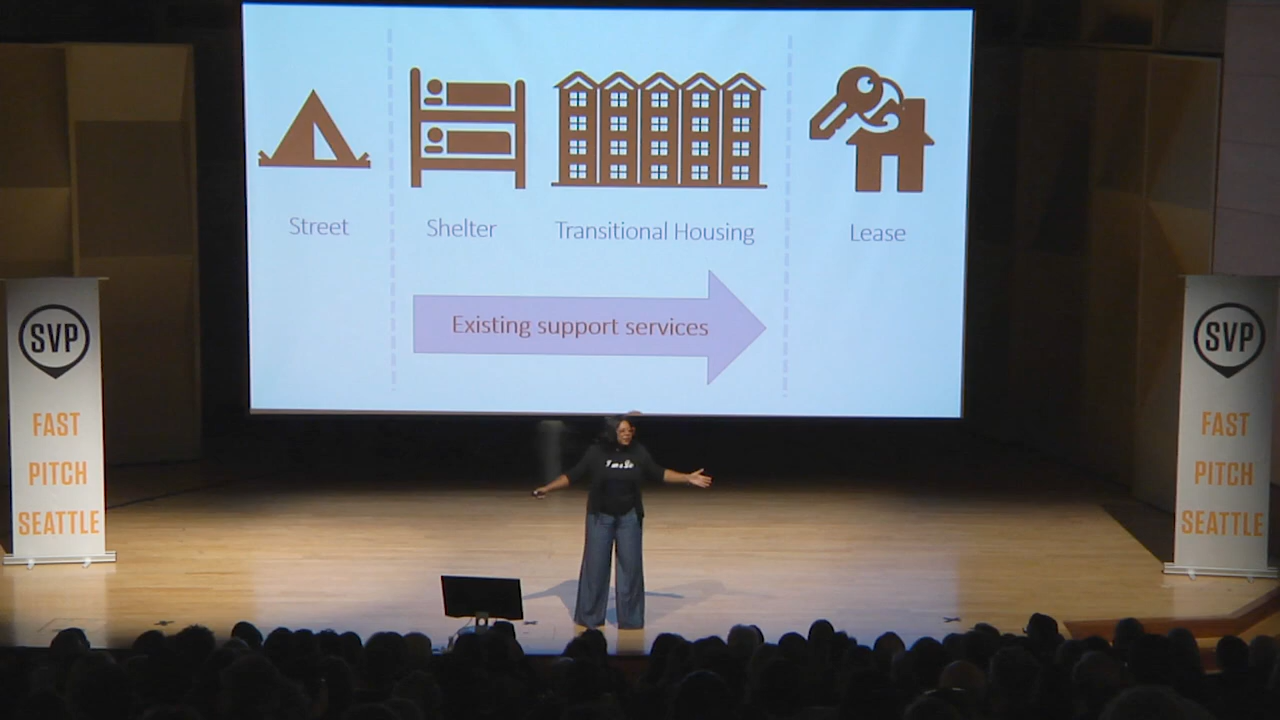 Street
Shelter
Transitional Housing
Lease
Existing support services
SVP
FAST
PITCH
SEATTLE
SVP
FAST
PITCH
SEATTLE